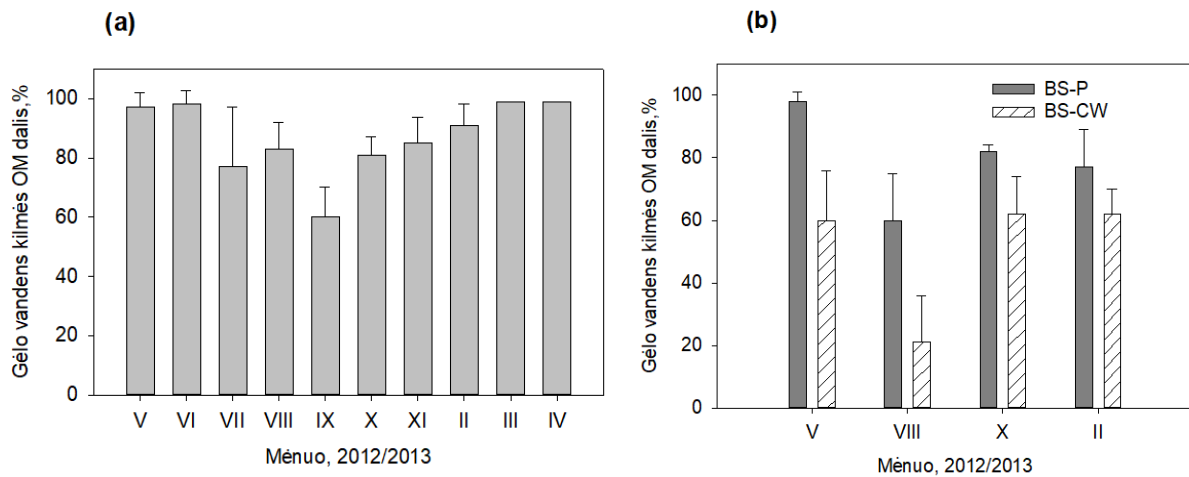 (a)
Gėlo vandens kilmės OM dalis,%
100
80
60
40
20
0
V VI VII VIII IX X XI II III IV
Mėnuo, 2012/2013
(b)
Gėlo vandens kilmės OM dalis,%
BS-P
BS-CW
100
80
60
40
20
0
V VIII X II
Mėnuo, 2012/2013